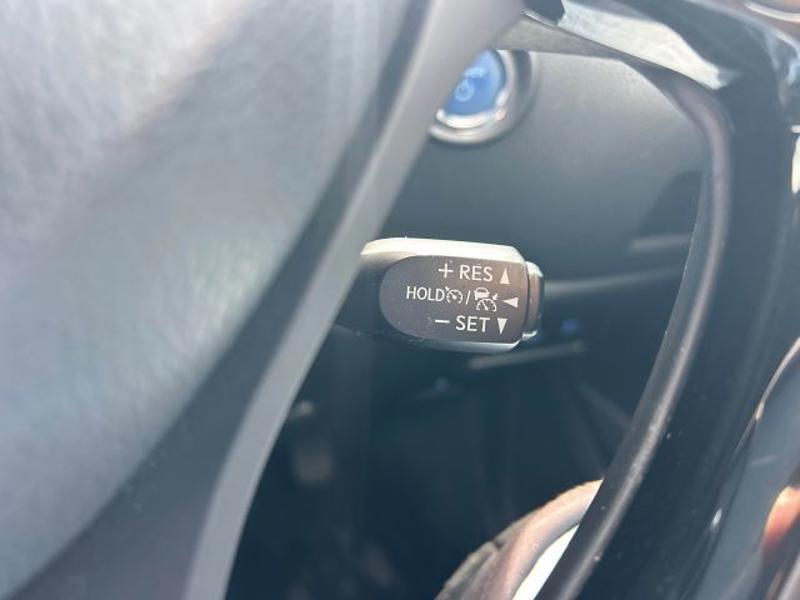 + RES ▲
HOLD / ◀
− SET ▼